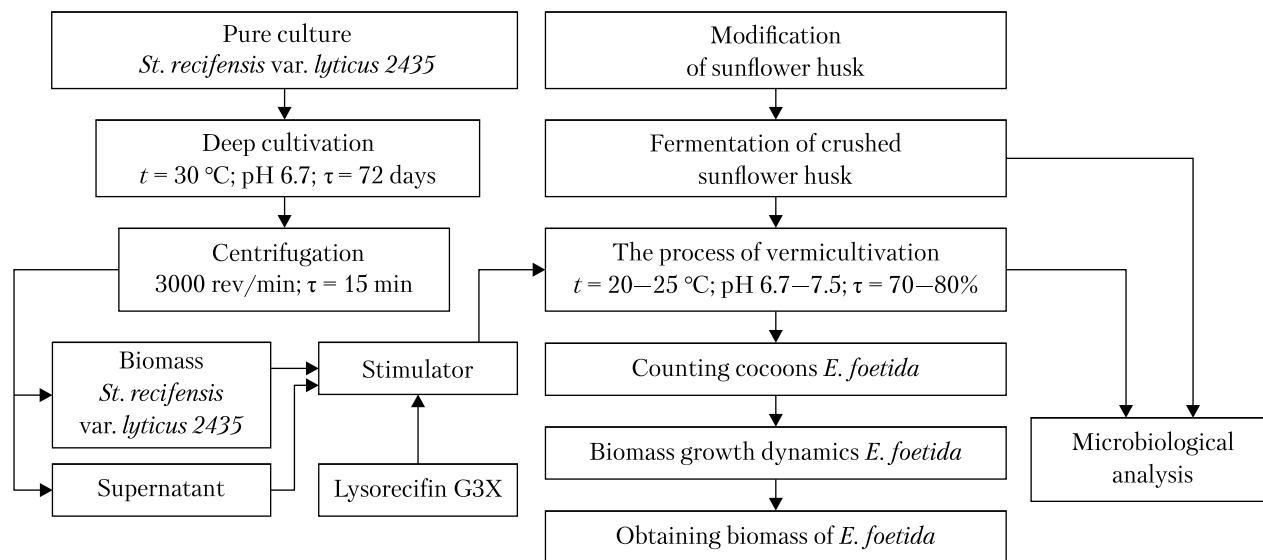 Pure culture
St. recifensis var. lyticus 2435
Deep cultivation
t = 30 °C; pH 6.7; τ = 72 days
Centrifugation
3000 rev/min; τ = 15 min
Biomass
St. recifensis
var. lyticus 2435
Supernatant
Stimulator
Lysorecifin G3X
Modification
of sunflower husk
Fermentation of crushed
sunflower husk
The process of vermicultivation
t = 20—25 °C; pH 6.7—7.5; τ = 70—80%
Counting cocoons E. foetida
Biomass growth dynamics E. foetida
Obtaining biomass of E. foetida
Microbiological
analysis